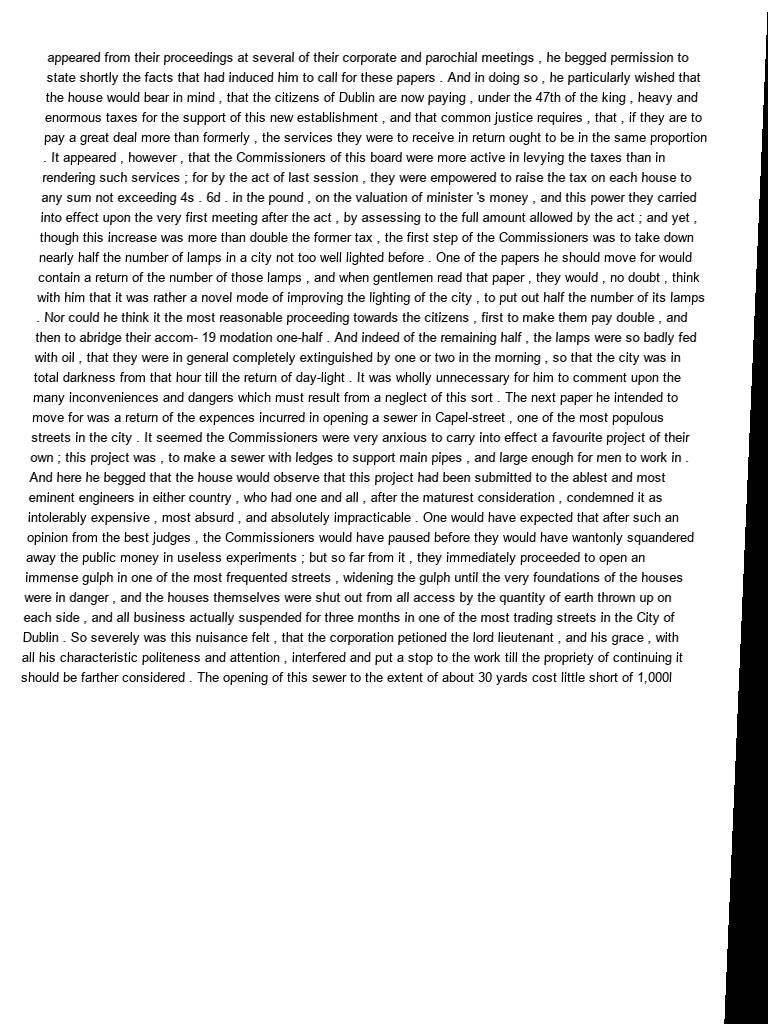 appeared from their proceedings at several of their corporate and parochial meetings , he begged permission to
state shortly the facts that had induced him to call for these papers . And in doing so , he particularly wished that
the house would bear in mind , that the citizens of Dublin are now paying , under the 47th of the king , heavy and
enormous taxes for the support of this new establishment , and that common justice requires , that , if they are to
pay a great deal more than formerly , the services they were to receive in return ought to be in the same proportion
. It appeared , however , that the Commissioners of this board were more active in levying the taxes than in
rendering such services ; for by the act of last session , they were empowered to raise the tax on each house to
any sum not exceeding 4s . 6d . in the pound , on the valuation of minister 's money , and this power they carried
into effect upon the very first meeting after the act , by assessing to the full amount allowed by the act ; and yet ,
though this increase was more than double the former tax , the first step of the Commissioners was to take down
nearly half the number of lamps in a city not too well lighted before . One of the papers he should move for would
contain a return of the number of those lamps , and when gentlemen read that paper , they would , no doubt , think
with him that it was rather a novel mode of improving the lighting of the city , to put out half the number of its lamps
. Nor could he think it the most reasonable proceeding towards the citizens , first to make them pay double , and
then to abridge their accom- 19 modation one-half . And indeed of the remaining half , the lamps were so badly fed
with oil , that they were in general completely extinguished by one or two in the morning , so that the city was in
total darkness from that hour till the return of day-light . It was wholly unnecessary for him to comment upon the
many inconveniences and dangers which must result from a neglect of this sort . The next paper he intended to
move for was a return of the expences incurred in opening a sewer in Capel-street , one of the most populous
streets in the city . It seemed the Commissioners were very anxious to carry into effect a favourite project of their
own ; this project was , to make a sewer with ledges to support main pipes , and large enough for men to work in .
And here he begged that the house would observe that this project had been submitted to the ablest and most
eminent engineers in either country , who had one and all , after the maturest consideration , condemned it as
intolerably expensive , most absurd , and absolutely impracticable . One would have expected that after such an
opinion from the best judges , the Commissioners would have paused before they would have wantonly squandered
away the public money in useless experiments ; but so far from it , they immediately proceeded to open an
immense gulph in one of the most frequented streets , widening the gulph until the very foundations of the houses
were in danger , and the houses themselves were shut out from all access by the quantity of earth thrown up on
each side , and all business actually suspended for three months in one of the most trading streets in the City of
Dublin . So severely was this nuisance felt , that the corporation petioned the lord lieutenant , and his grace , with
all his characteristic politeness and attention , interfered and put a stop to the work till the propriety of continuing it
should be farther considered . The opening of this sewer to the extent of about 30 yards cost little short of 1,000l